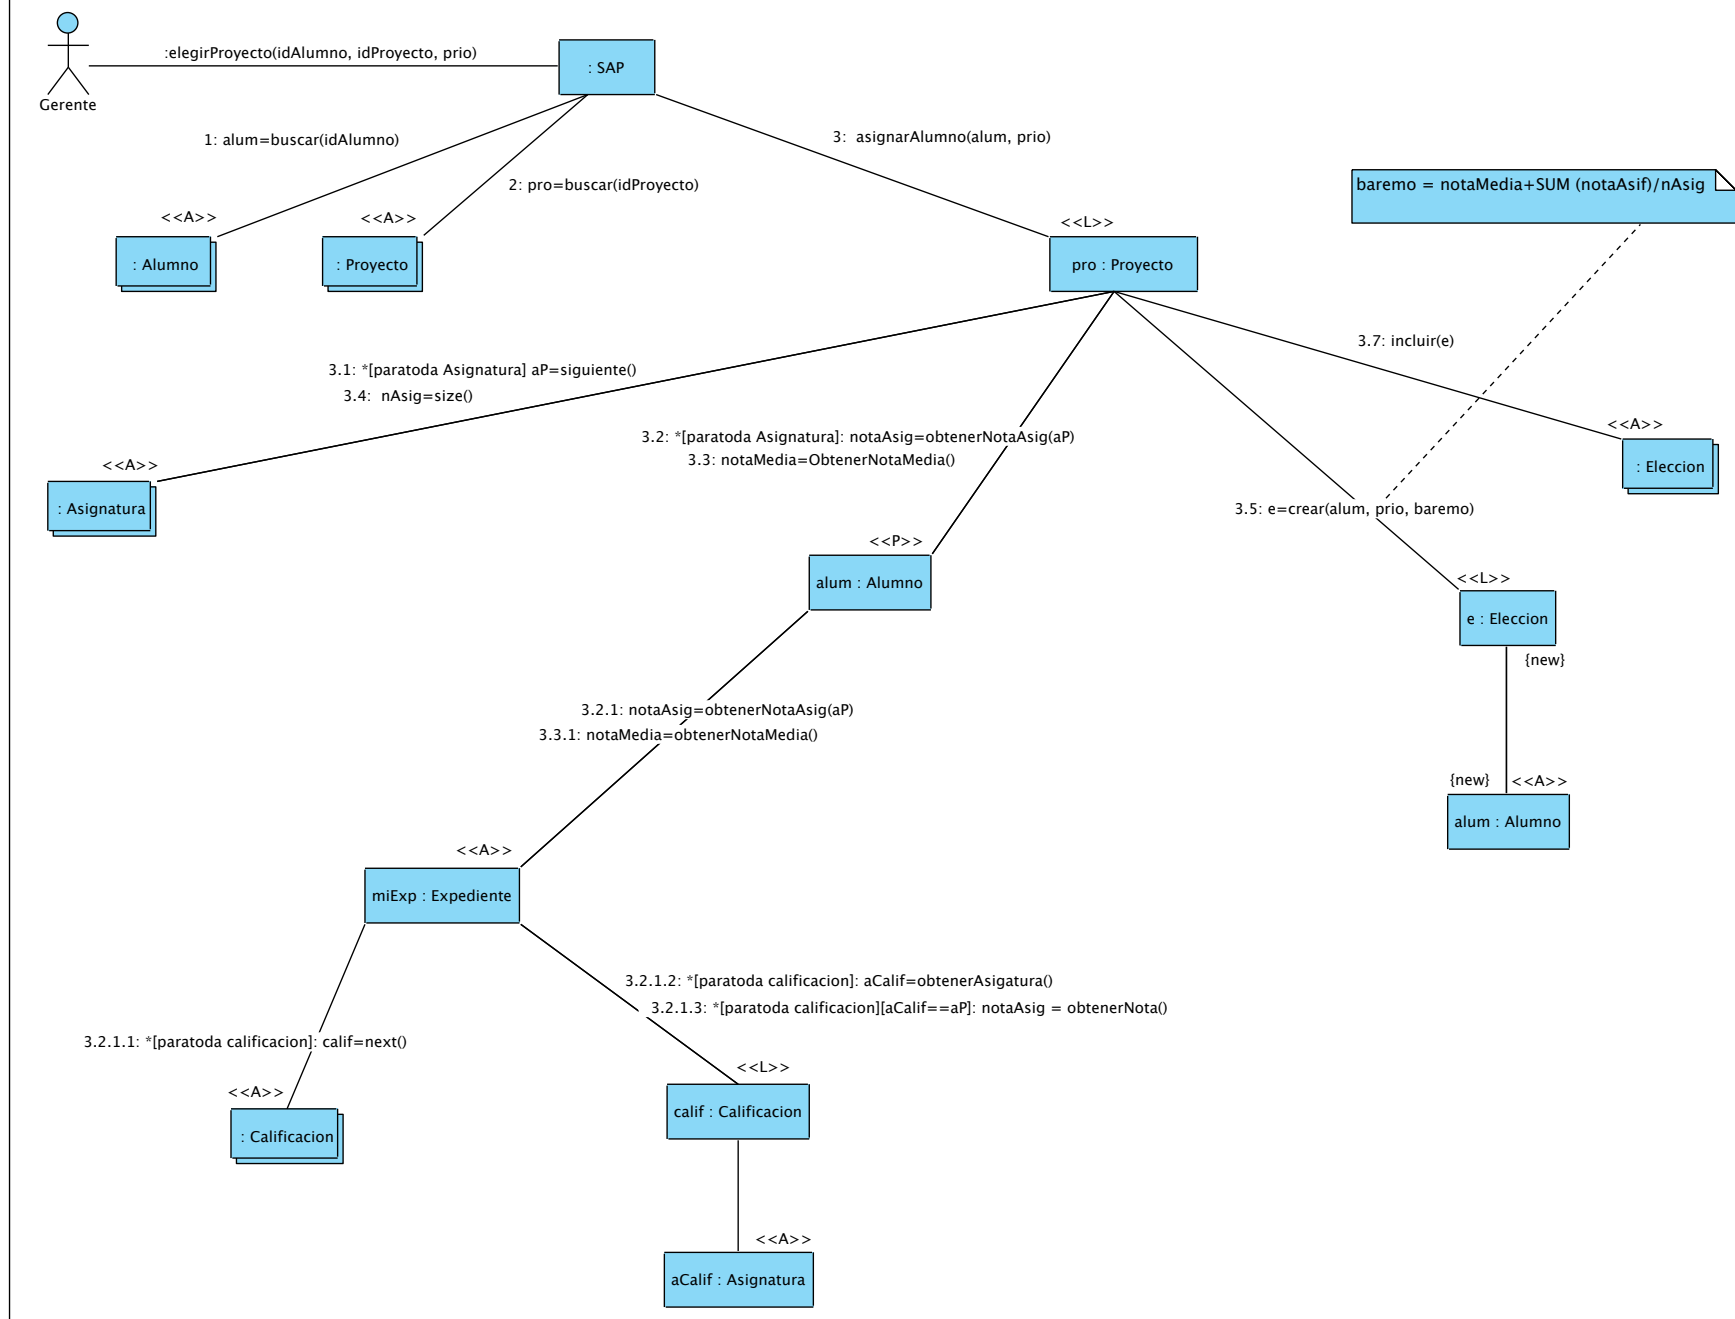 :elegirProyecto(idAlumno, idProyecto, prio)
: SAP
Gerente
1: alum=buscar(idAlumno)
3:  asignarAlumno(alum, prio)
2: pro=buscar(idProyecto)
baremo = notaMedia+SUM (notaAsif)/nAsig
<<A>>
<<A>>
<<L>>
: Alumno
: Proyecto
pro : Proyecto
3.7: incluir(e)
3.1: *[paratoda Asignatura] aP=siguiente()
3.4:  nAsig=size()
<<A>>
3.2: *[paratoda Asignatura]: notaAsig=obtenerNotaAsig(aP)
3.3: notaMedia=ObtenerNotaMedia()
<<A>>
: Eleccion
: Asignatura
3.5: e=crear(alum, prio, baremo)
<<P>>
alum : Alumno
<<L>>
e : Eleccion
{new}
3.2.1: notaAsig=obtenerNotaAsig(aP)
3.3.1: notaMedia=obtenerNotaMedia()
{new}
<<A>>
alum : Alumno
<<A>>
miExp : Expediente
3.2.1.2: *[paratoda calificacion]: aCalif=obtenerAsigatura()
3.2.1.3: *[paratoda calificacion][aCalif==aP]: notaAsig = obtenerNota()
3.2.1.1: *[paratoda calificacion]: calif=next()
<<L>>
<<A>>
calif : Calificacion
: Calificacion
<<A>>
aCalif : Asignatura